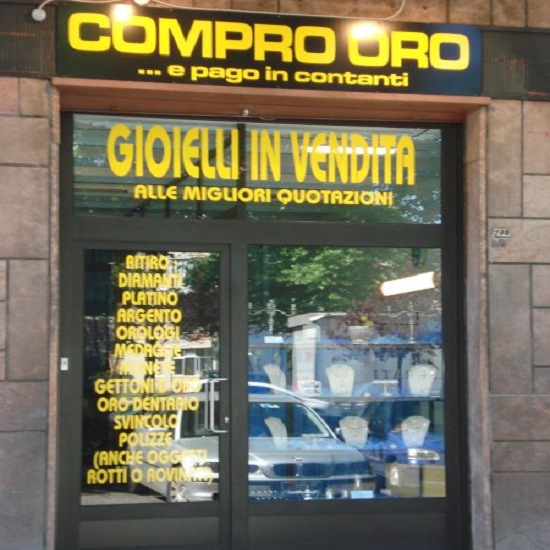 COMPRO ORO
... e pago in contanti
GIOIELLI IN VENDITA
ALLE MIGLIORI QUOTAZIONI
RITIRO
DIAMANTI
PLATINO
ARGENTO
OROLOGI
MEDAGLIE
MONETE
GETTONI D'ORO
ORO DENTARIO
SVINCOLO
POLIZZE
(ANCHE OGGETTI
ROTTI O ROVINATI)